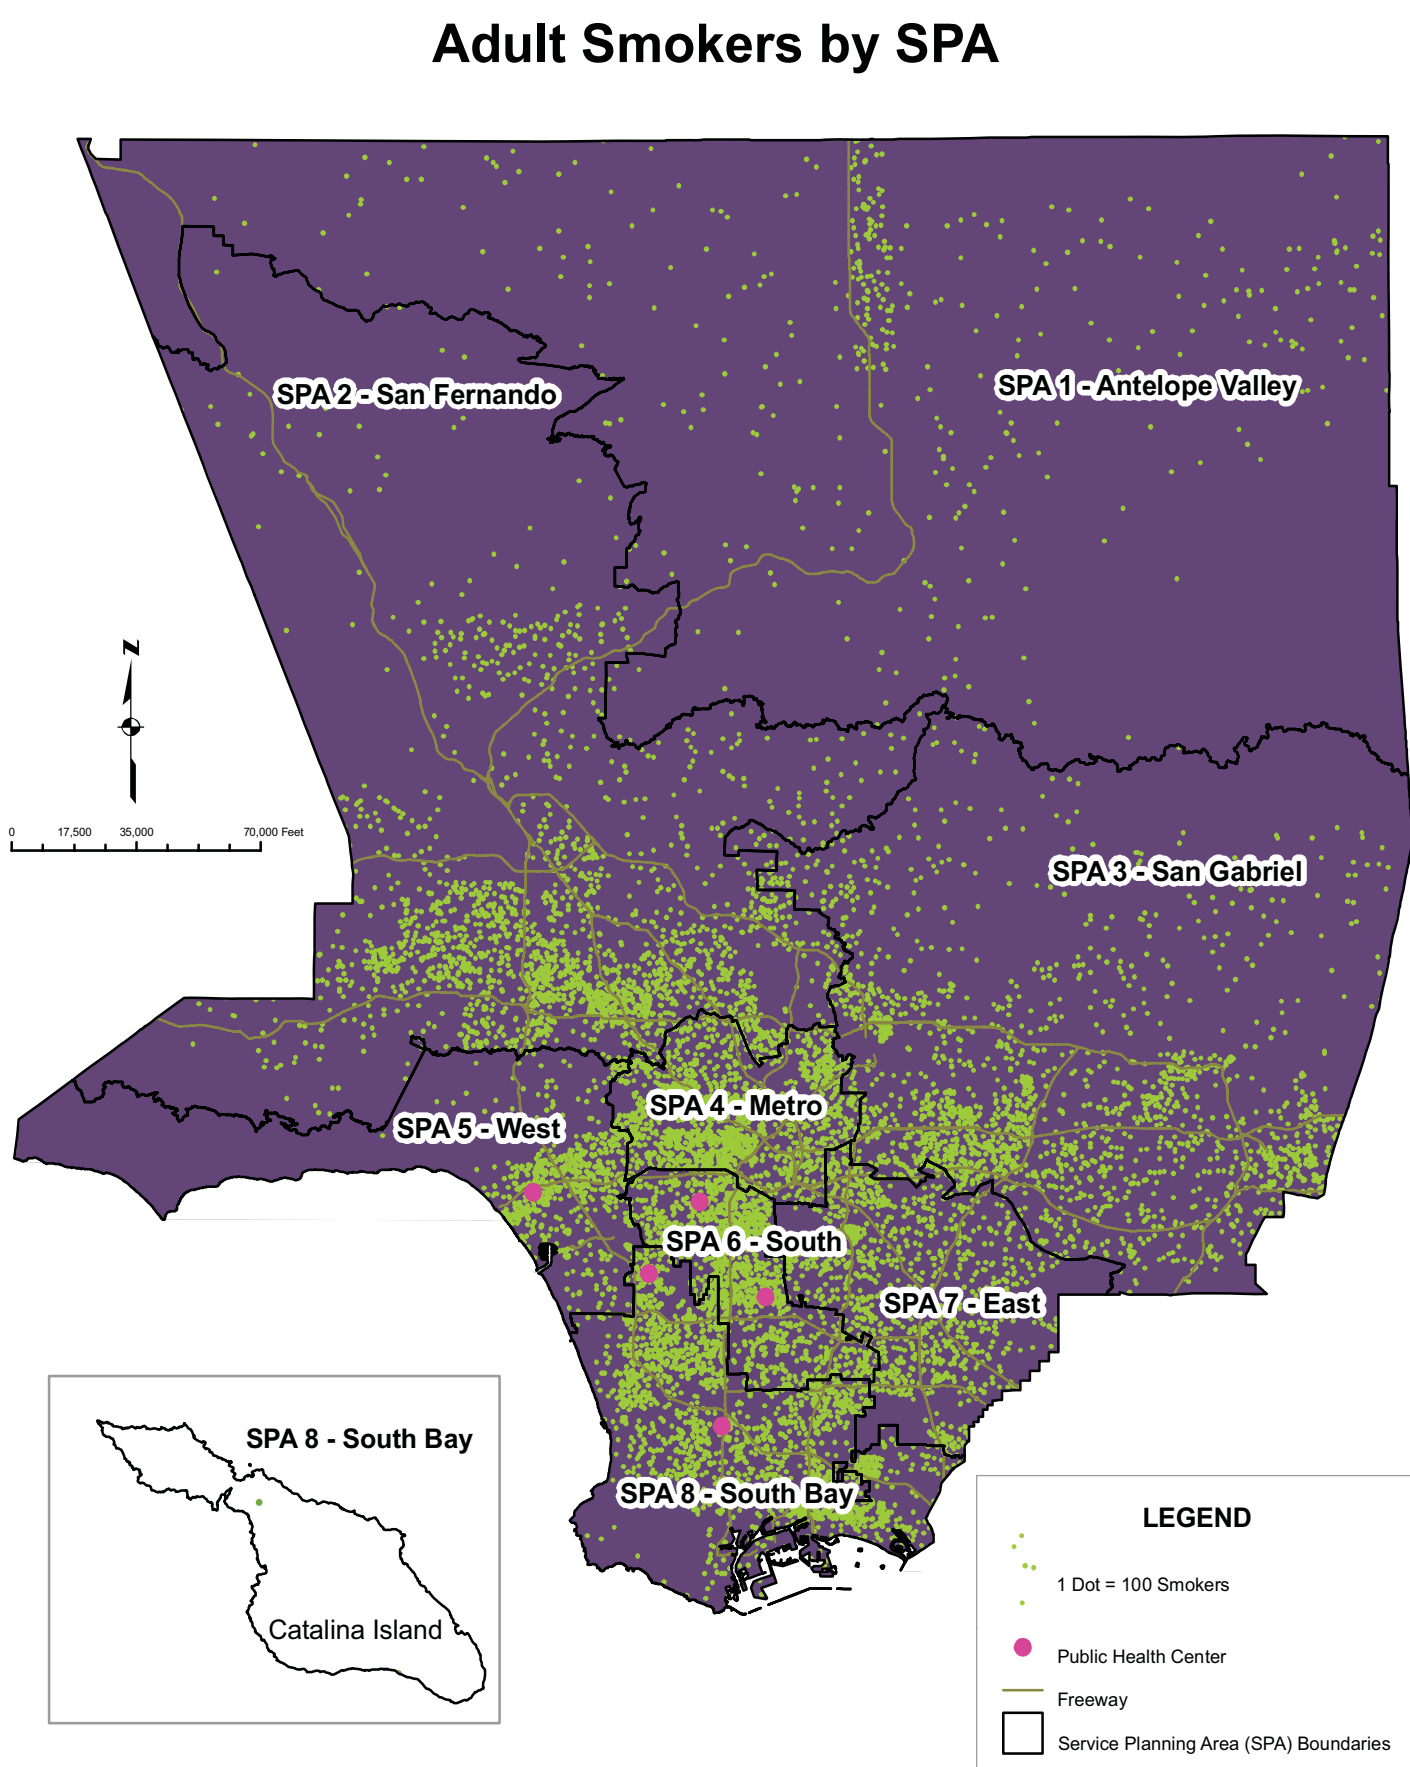 Adult Smokers by SPA
SPA 2 - San Fernando
SPA 1 - Antelope Valley
N
0 17,500 35,000 70,000 Feet
SPA 3 - San Gabriel
SPA 4 - Metro
SPA 5 - West
SPA 6 - South
SPA 7 - East
SPA 8 - South Bay
SPA 8 - South Bay
Catalina Island
LEGEND
1 Dot = 100 Smokers
Public Health Center
Freeway
Service Planning Area (SPA) Boundaries